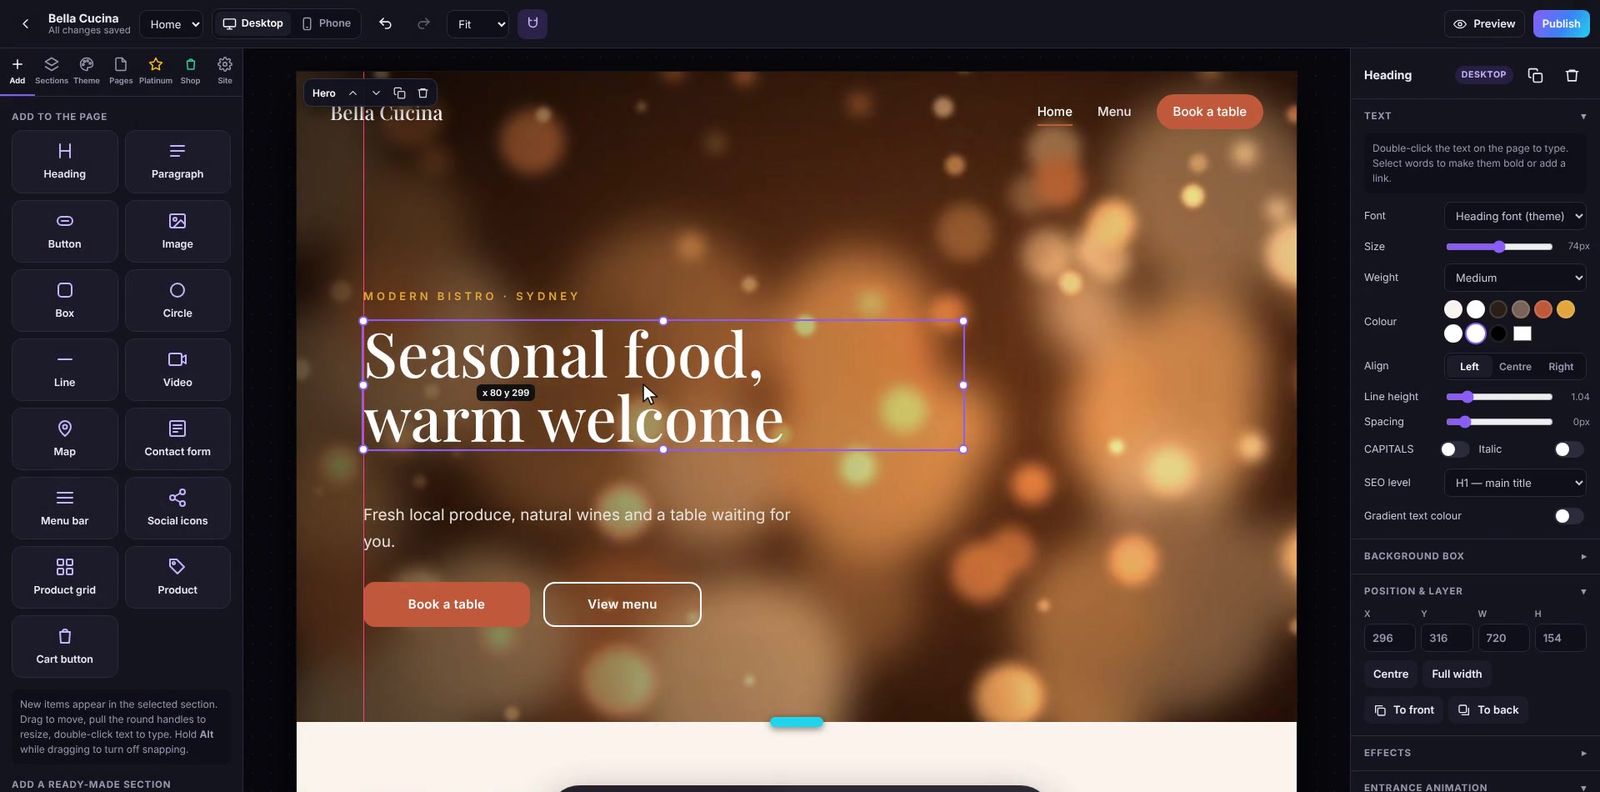 Bella Cucina
All changes saved
Home
Desktop
Phone
Fit
Preview
Publish
Add
Sections
Theme
Pages
Platinum
Shop
Site
ADD TO THE PAGE
Heading
Paragraph
Button
Image
Box
Circle
Line
Video
Map
Contact form
Menu bar
Social icons
Product grid
Product
Cart button
New items appear in the selected section.
Drag to move, pull the round handles to
resize, double-click text to type. Hold Alt
while dragging to turn off snapping.
ADD A READY-MADE SECTION
Hero
Bella Cucina
Home
Menu
Book a table
MODERN BISTRO · SYDNEY
Seasonal food,
x 80 y 299
warm welcome
Fresh local produce, natural wines and a table waiting for
you.
Book a table
View menu
Heading
DESKTOP
TEXT
Double-click the text on the page to type.
Select words to make them bold or add a
link.
Font
Heading font (theme)
Size
74px
Weight
Medium
Colour
Align
Left
Centre
Right
Line height
1.04
Spacing
0px
CAPITALS
Italic
SEO level
H1 — main title
Gradient text colour
BACKGROUND BOX
POSITION & LAYER
X Y W H
296 316 720 154
Centre
Full width
To front
To back
EFFECTS
ENTRANCE ANIMATION